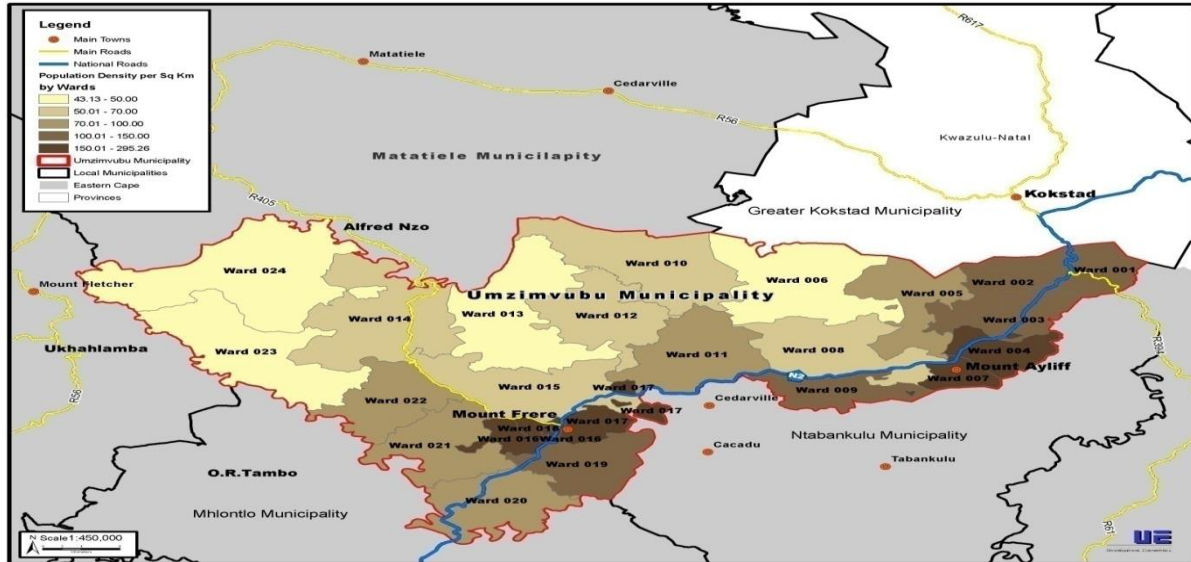 Legend
Main Towns
Main Roads
National Roads
Population Density per Sq Km
by Wards
43.13 - 50.00
50.01 - 70.00
70.01 - 100.00
100.01 - 150.00
150.01 - 295.26
Umzimvubu Municipality
Local Municipalities
Eastern Cape
Provinces
R617
Matatiele
Cedarville
R56
Kwazulu-Natal
Matatiele Municilapity
Kokstad
R405
Greater Kokstad Municipality
Alfred Nzo
Ward 024
Ward 010
Ward 006
Ward 001
Ward 002
Mount Fletcher
Ward 005
Umzimvubu Municipality
Ward 014
Ward 013
Ward 012
Ward 003
Ukhahlamba
Ward 023
Ward 011
Ward 008
Ward 004
R394
Mount Ayliff
N2
Ward 007
Ward 015
Ward 017
Ward 009
R56
Ward 022
Cedarville
Mount Frere
Ward 017
Ward 017
Ward 018
Ward 016
Ward 016
Ntabankulu Municipality
Ward 021
Cacadu
Ward 019
Tabankulu
O.R.Tambo
Ward 020
Mhlontlo Municipality
R61
N
Scale 1:450,000
UE